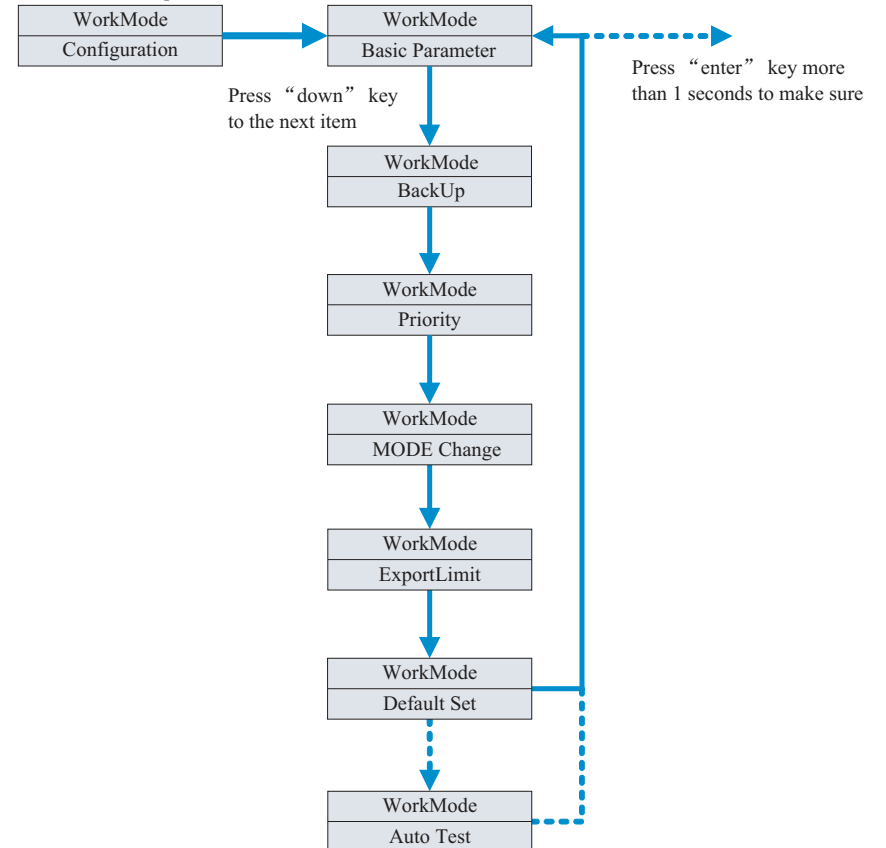 WorkMode
Configuration
WorkMode
Basic Parameter
Press “enter” key more
than 1 seconds to make sure
Press “down” key
to the next item
WorkMode
BackUp
WorkMode
Priority
WorkMode
MODE Change
WorkMode
ExportLimit
WorkMode
Default Set
WorkMode
Auto Test